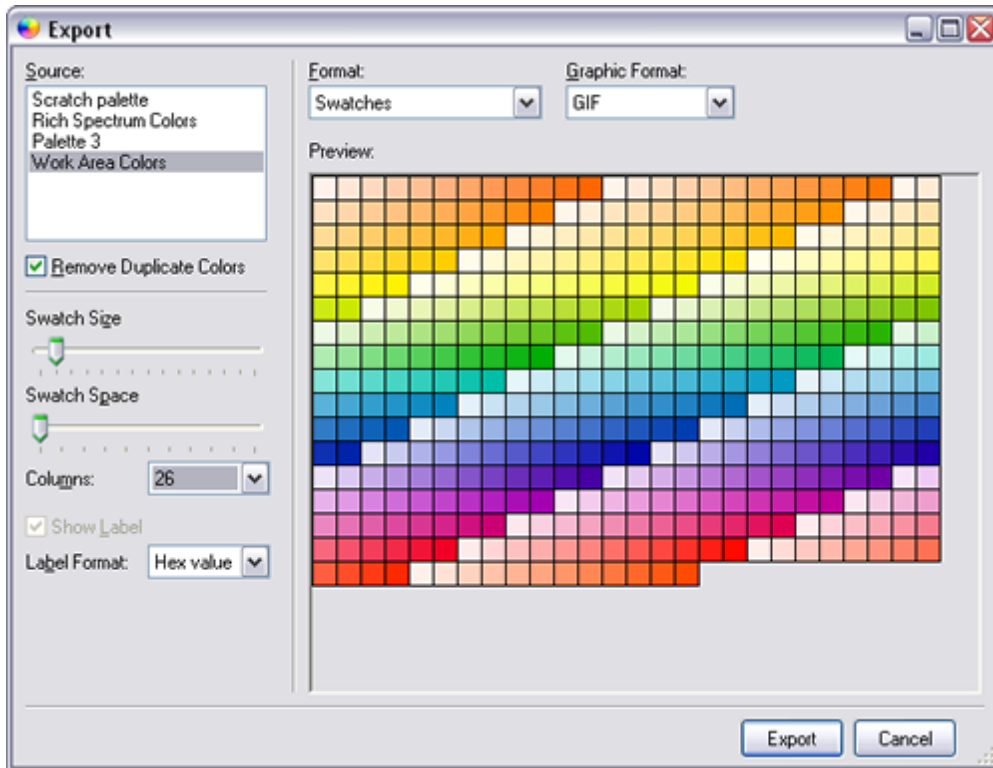 Export
Source:
Scratch palette
Rich Spectrum Colors
Palette 3
Work Area Colors
Remove Duplicate Colors
Swatch Size
Swatch Space
Columns: 26
Show Label
Label Format: Hex value
Format:
Swatches
Graphic Format:
GIF
Preview:
Export
Cancel